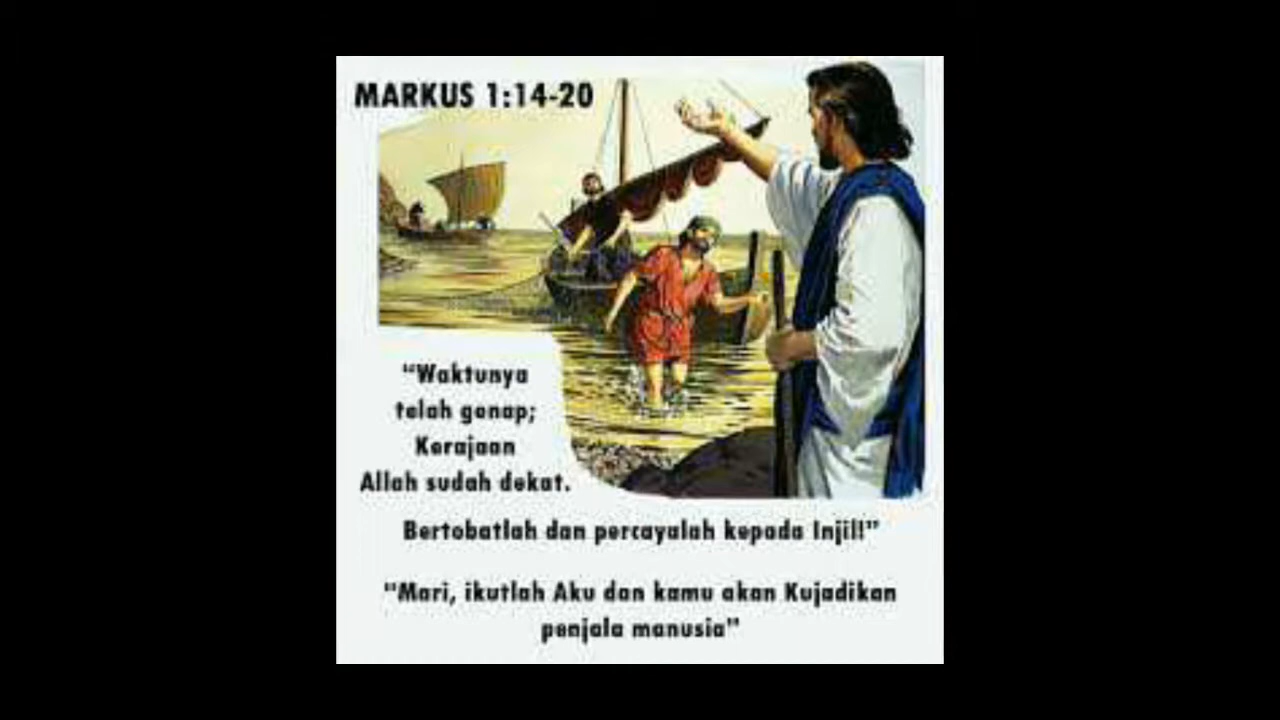 MARKUS 1:14-20
“Waktunya
telah genap;
Kerajaan
Allah sudah dekat.
Bertobatlah dan percayalah kepada Injil!”
“Mari, ikutlah Aku dan kamu akan Kujadikan
penjala manusia”